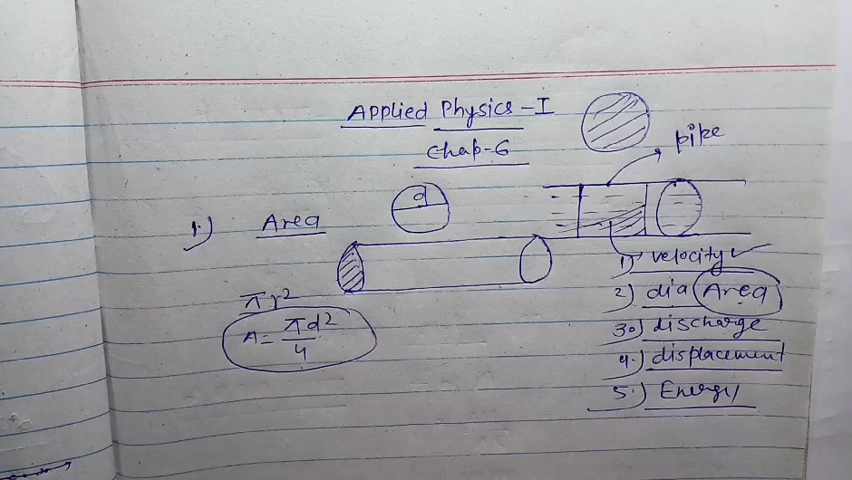 Applied Physics-I
Chap-6
pipe
d
1.) Area
πr²
A = πd²/4
1) velocity ✓
2) dia (Area)
3.) discharge
4.) displacement
5.) Energy